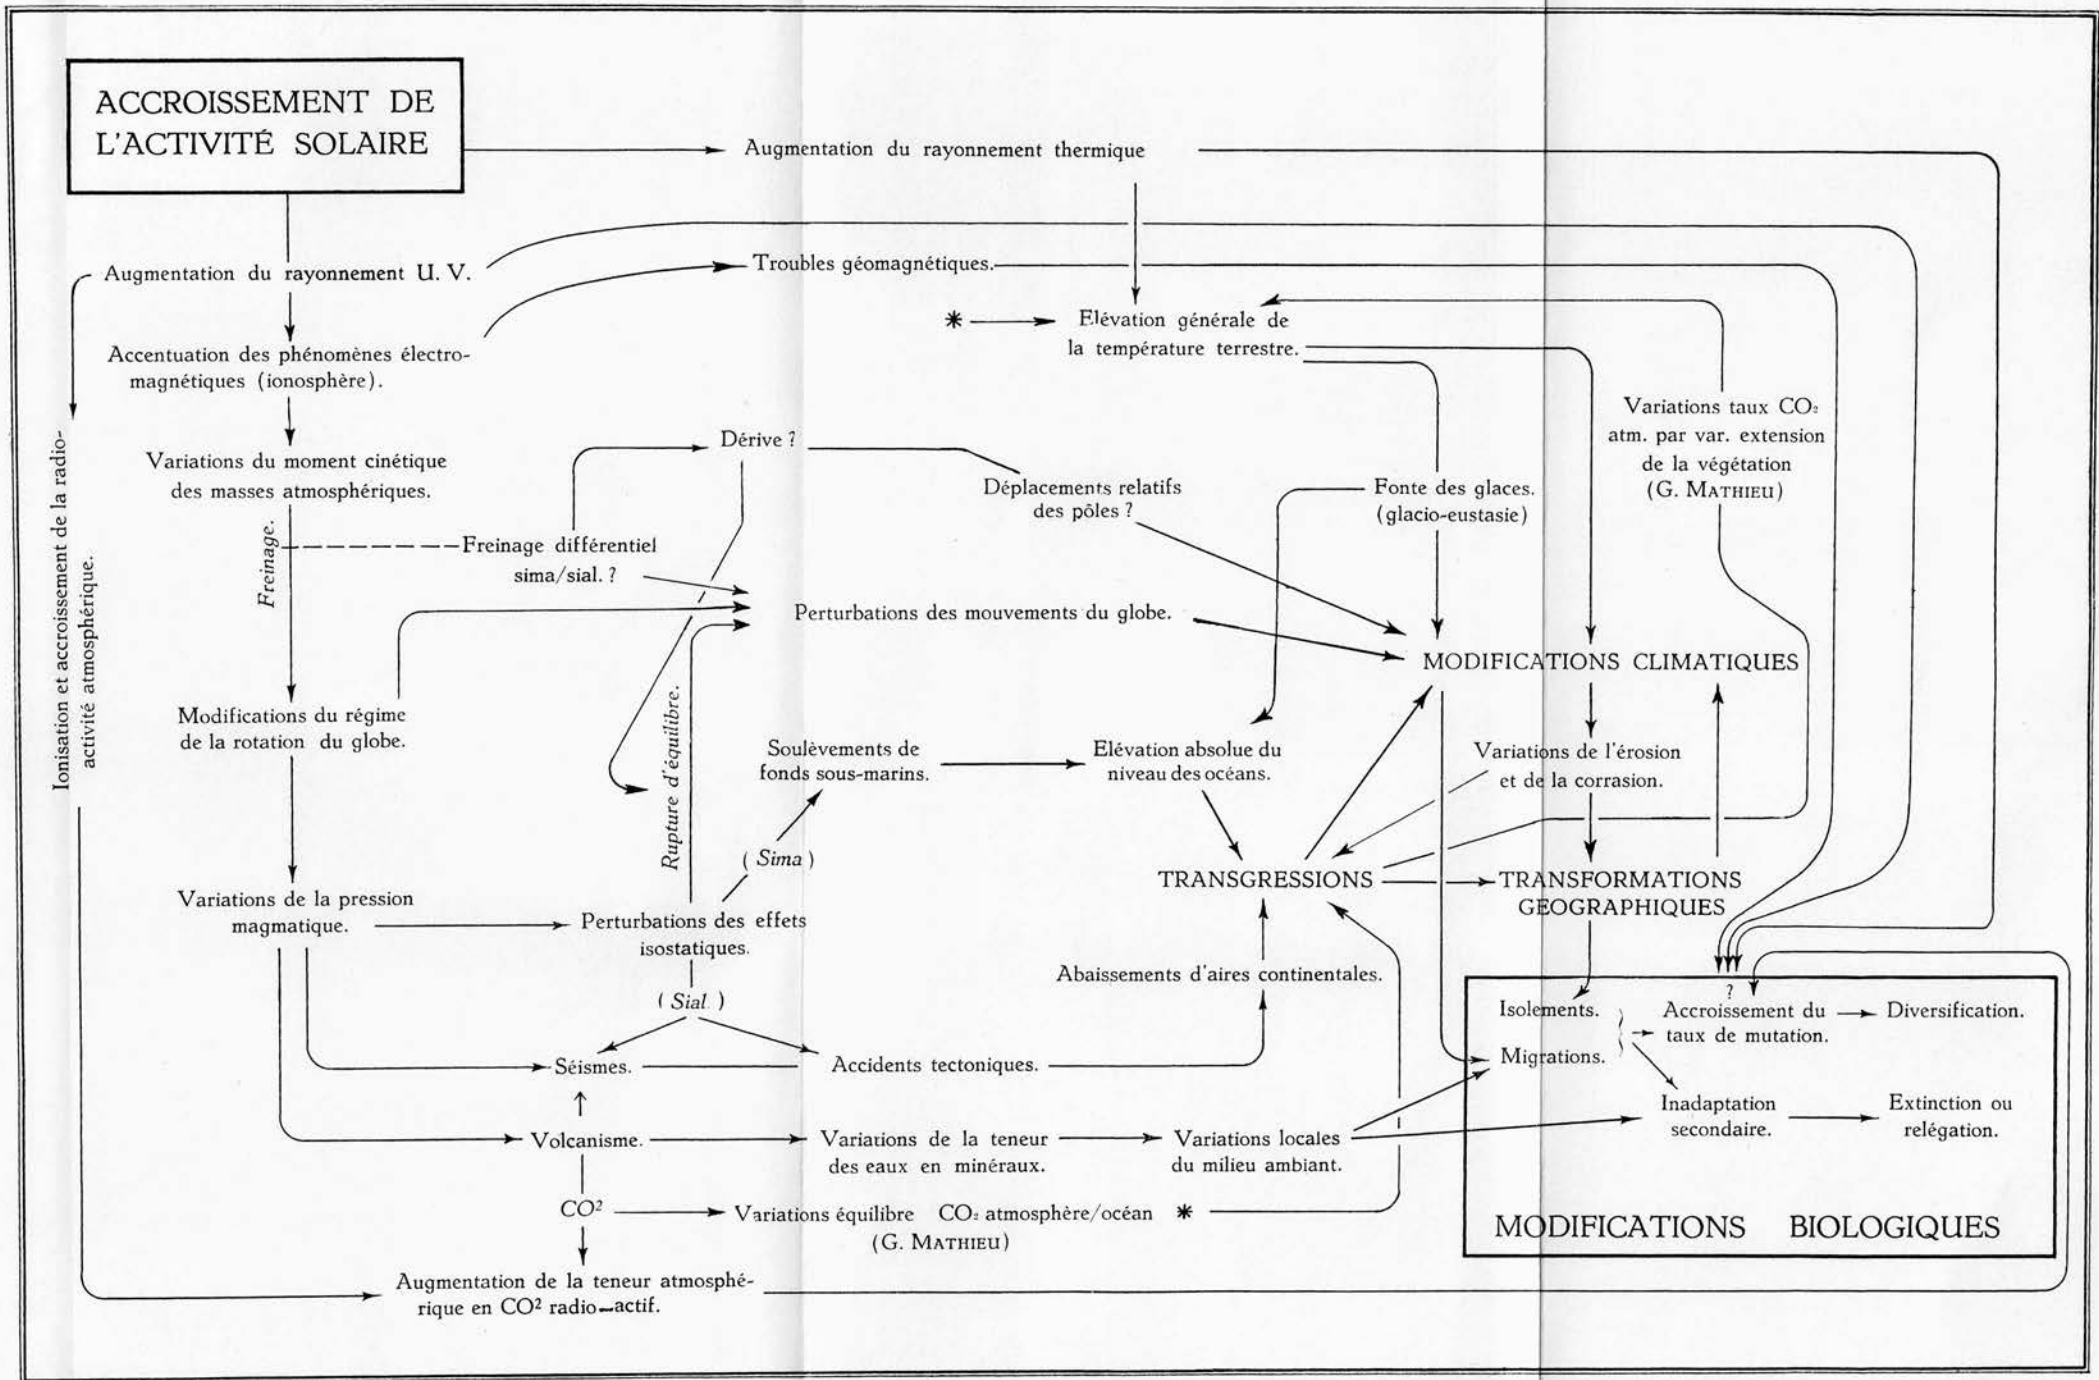 ACCROISSEMENT DE
L'ACTIVITÉ SOLAIRE
Augmentation du rayonnement thermique
Augmentation du rayonnement U. V.
Troubles géomagnétiques.
* Elévation générale de
la température terrestre.
Accentuation des phénomènes électro-
magnétiques (ionosphère).
Variations taux CO₂
atm. par var. extension
de la végétation
(G. MATHIEU)
Ionisation et accroissement de la radio-
activité atmosphérique.
Variations du moment cinétique
des masses atmosphériques.
Dérive ?
Déplacements relatifs
des pôles ?
Fonte des glaces.
(glacio-eustasie)
Freinage.
Freinage différentiel
sima/sial. ?
Perturbations des mouvements du globe.
MODIFICATIONS CLIMATIQUES
Modifications du régime
de la rotation du globe.
Rupture d'équilibre.
Soulèvements de
fonds sous-marins.
Elévation absolue du
niveau des océans.
Variations de l'érosion
et de la corrasion.
(Sima)
TRANSGRESSIONS
TRANSFORMATIONS
GÉOGRAPHIQUES
Variations de la pression
magmatique.
Perturbations des effets
isostatiques.
(Sial.)
Abaissements d'aires continentales.
?
Isolements.
Accroissement du
taux de mutation.
Diversification.
Migrations.
Séismes.
Accidents tectoniques.
Inadaptation
secondaire.
Extinction ou
relégation.
Volcanisme.
Variations de la teneur
des eaux en minéraux.
Variations locales
du milieu ambiant.
CO²
Variations équilibre CO₂ atmosphère/océan *
(G. MATHIEU)
MODIFICATIONS BIOLOGIQUES
Augmentation de la teneur atmosphé-
rique en CO² radio-actif.